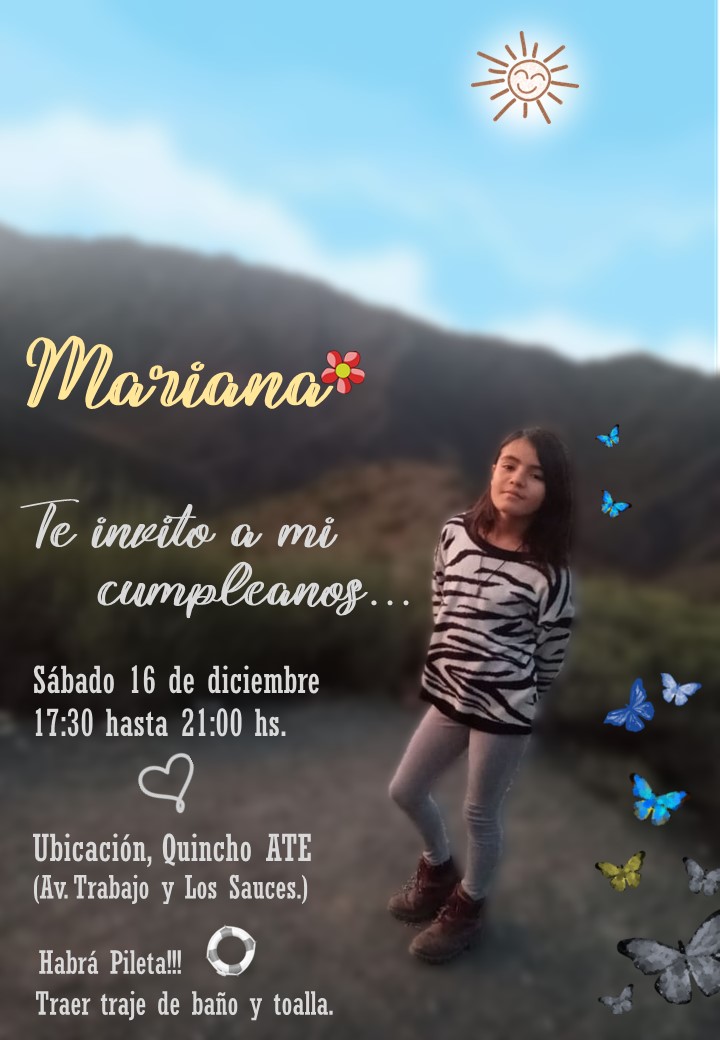 Mariana
Te invito a mi
cumpleanos...
Sábado 16 de diciembre
17:30 hasta 21:00 hs.
Ubicación, Quincho ATE
(Av. Trabajo y Los Sauces.)
Habrá Pileta!!!
Traer traje de baño y toalla.